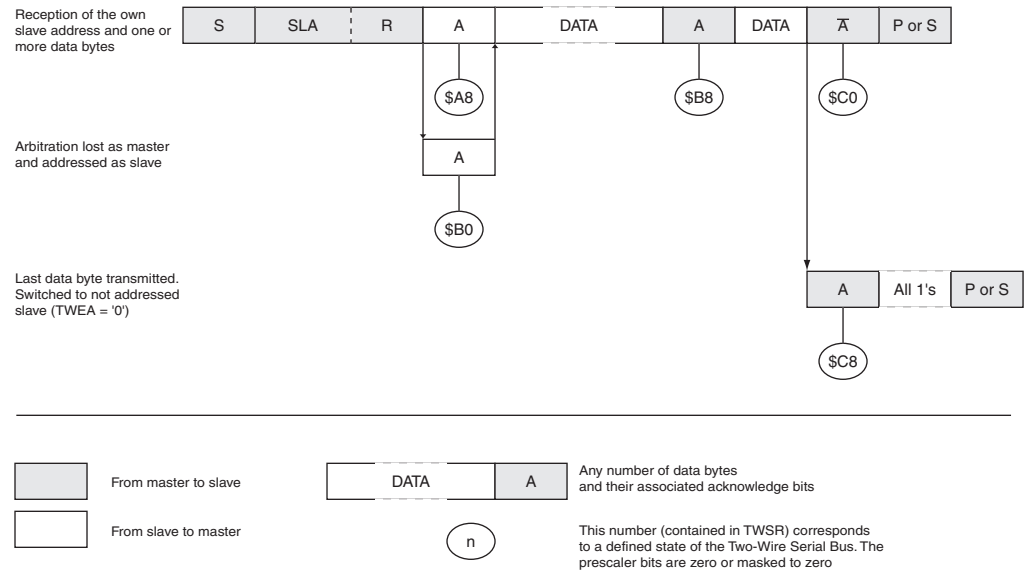 Reception of the own
slave address and one or
more data bytes
S SLA R A DATA A DATA A̅ P or S
$A8 $B8 $C0
Arbitration lost as master
and addressed as slave
A
$B0
Last data byte transmitted.
Switched to not addressed
slave (TWEA = '0')
A All 1's P or S
$C8
From master to slave
DATA A
Any number of data bytes
and their associated acknowledge bits
From slave to master
n
This number (contained in TWSR) corresponds
to a defined state of the Two-Wire Serial Bus. The
prescaler bits are zero or masked to zero